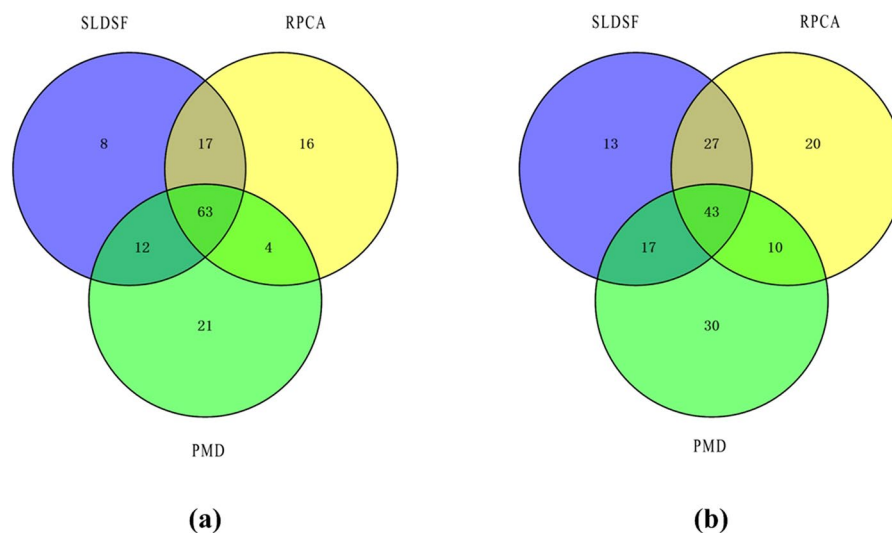 SLDSF RPCA
8 17 16
63
12 4
21
PMD
(a)
SLDSF RPCA
13 27 20
43
17 10
30
PMD
(b)